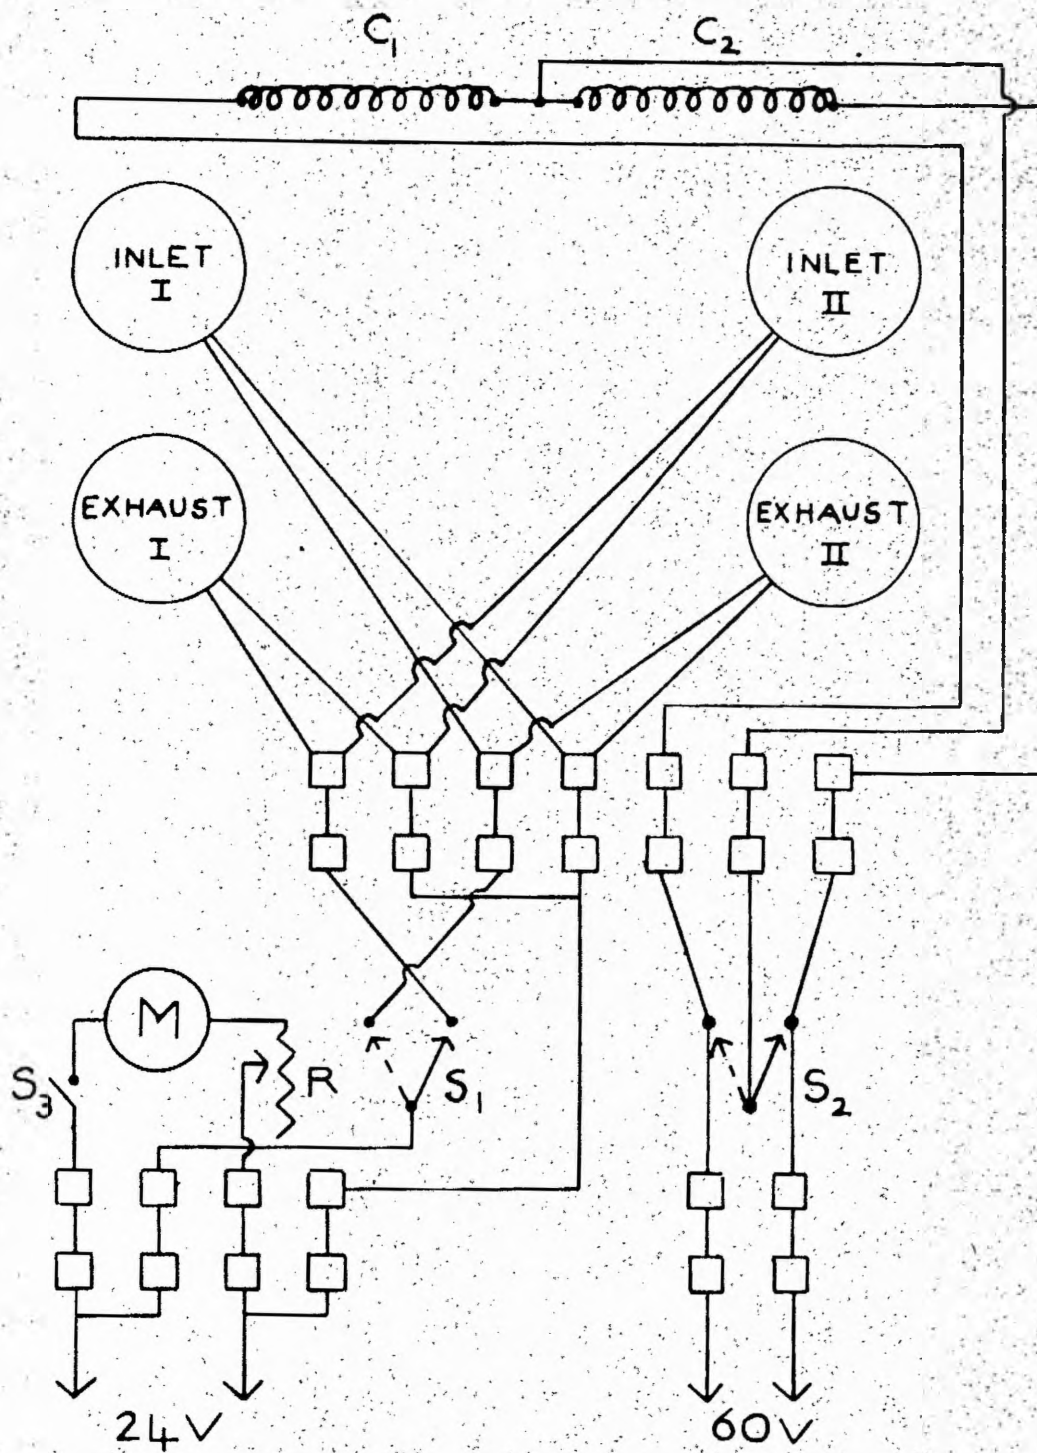 C₁
C₂
INLET
I
INLET
II
EXHAUST
I
EXHAUST
II
M
S₃
R
S₁
S₂
24V
60V